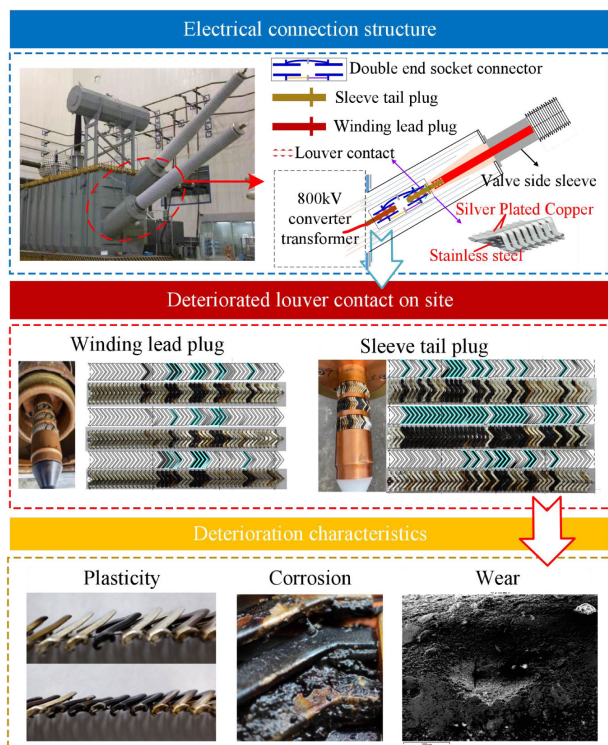 Electrical connection structure
Double end socket connector
Sleeve tail plug
Winding lead plug
Louver contact
800kV
converter
transformer
Valve side sleeve
Silver Plated Copper
Stainless steel
Deteriorated louver contact on site
Winding lead plug
Sleeve tail plug
Deterioration characteristics
Plasticity
Corrosion
Wear